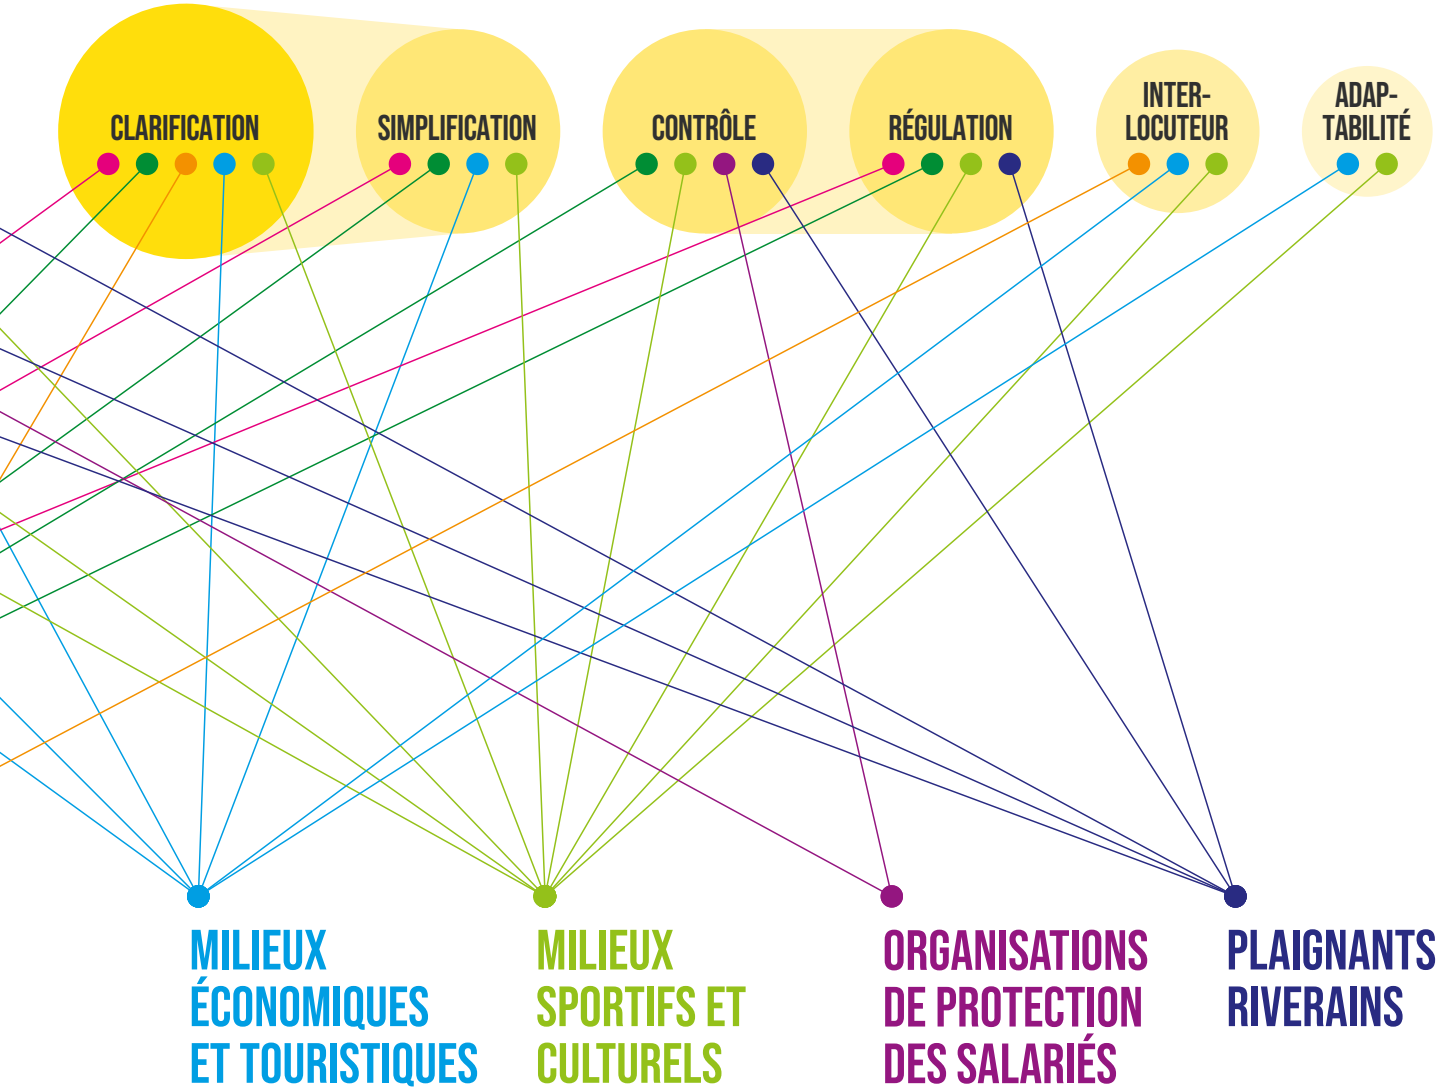 CLARIFICATION
SIMPLIFICATION
CONTRÔLE
RÉGULATION
INTER-
LOCUTEUR
ADAP-
TABILITÉ
MILIEUX
ÉCONOMIQUES
ET TOURISTIQUES
MILIEUX
SPORTIFS ET
CULTURELS
ORGANISATIONS
DE PROTECTION
DES SALARIÉS
PLAIGNANTS
RIVERAINS